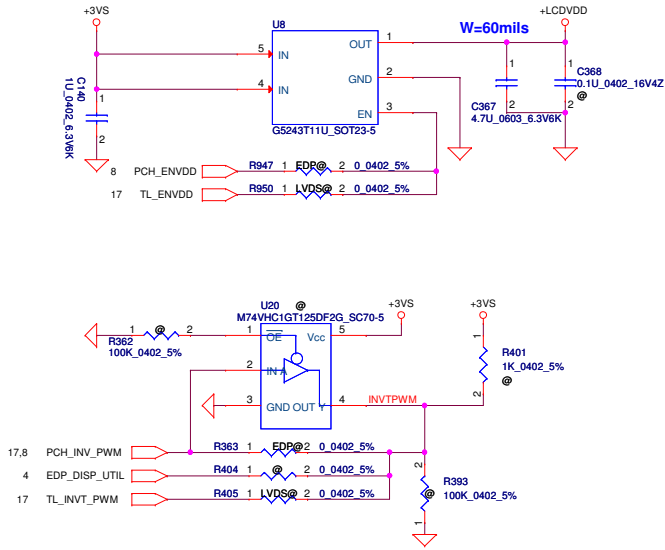 +3VS
+LCDVDD
U8
W=60mils
OUT 1
5 IN
GND 2
4 IN
EN 3
G5243T11U_SOT23-5
C140
1U_0402_6.3V6K
1
2
1
2
C367
4.7U_0603_6.3V6K
1
2
C368
0.1U_0402_16V4Z
@
8 PCH_ENVDD R947 1 EDP@ 2 0_0402_5%
17 TL_ENVDD R950 1 LVDS@ 2 0_0402_5%
U20 @
M74VHC1GT125DF2G_SC70-5
+3VS
+3VS
1 @ 2
R362
100K_0402_5%
1 OE Vcc 5
2 IN A
3 GND OUT Y 4
INVTPWM
1
R401
1K_0402_5%
@
2
17,8 PCH_INV_PWM R363 1 EDP@ 2 0_0402_5%
4 EDP_DISP_UTIL R404 1 @ 2 0_0402_5%
17 TL_INVT_PWM R405 1 LVDS@ 2 0_0402_5%
2
R393
@ 100K_0402_5%
1